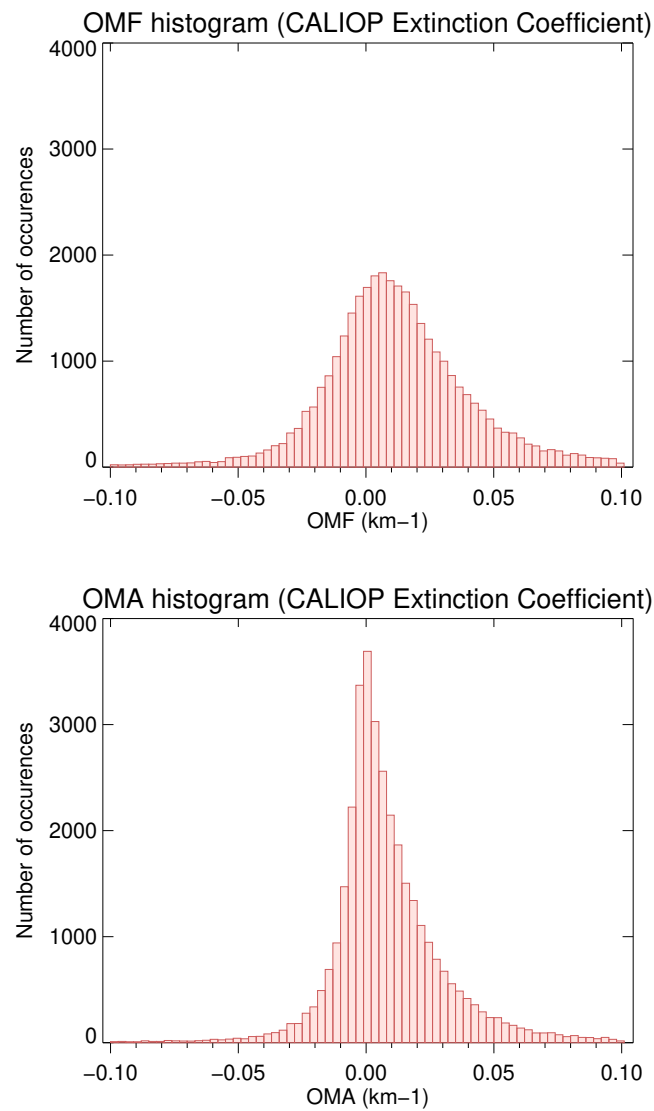 OMF histogram (CALIOP Extinction Coefficient)
4000
3000
2000
1000
0
Number of occurences
−0.10 −0.05 0.00 0.05 0.10
OMF (km−1)
OMA histogram (CALIOP Extinction Coefficient)
4000
3000
2000
1000
0
Number of occurences
−0.10 −0.05 0.00 0.05 0.10
OMA (km−1)